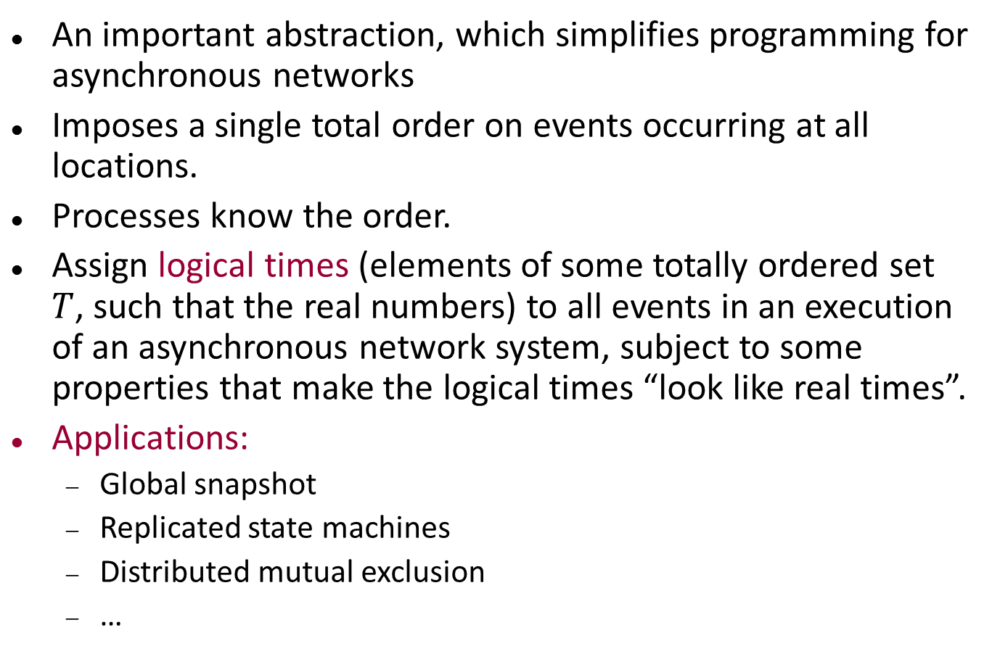 • An important abstraction, which simplifies programming for
asynchronous networks
• Imposes a single total order on events occurring at all
locations.
• Processes know the order.
• Assign logical times (elements of some totally ordered set
T, such that the real numbers) to all events in an execution
of an asynchronous network system, subject to some
properties that make the logical times “look like real times”.
• Applications:
– Global snapshot
– Replicated state machines
– Distributed mutual exclusion
– ...